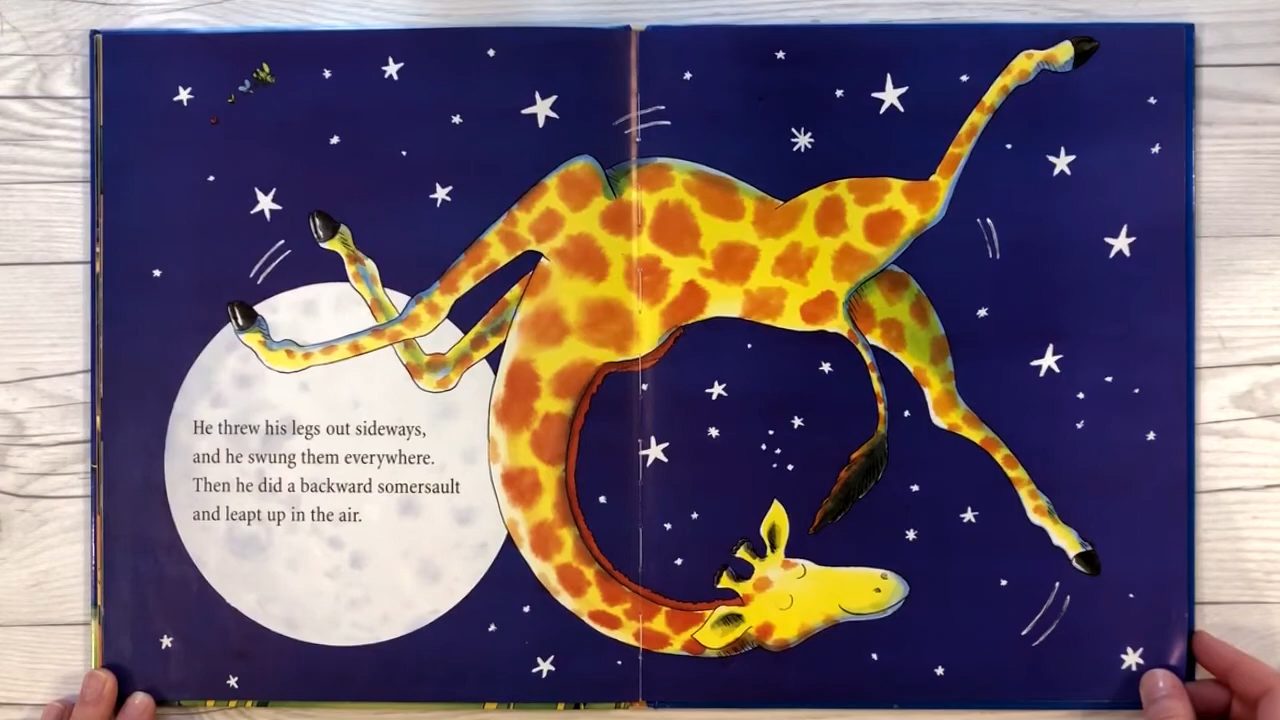 He threw his legs out sideways,
and he swung them everywhere.
Then he did a backward somersault
and leapt up in the air.